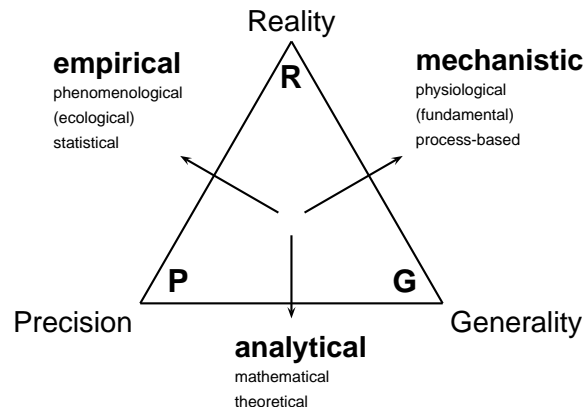 Reality
empirical
phenomenological
(ecological)
statistical
R
mechanistic
physiological
(fundamental)
process-based
P
G
Precision
Generality
analytical
mathematical
theoretical